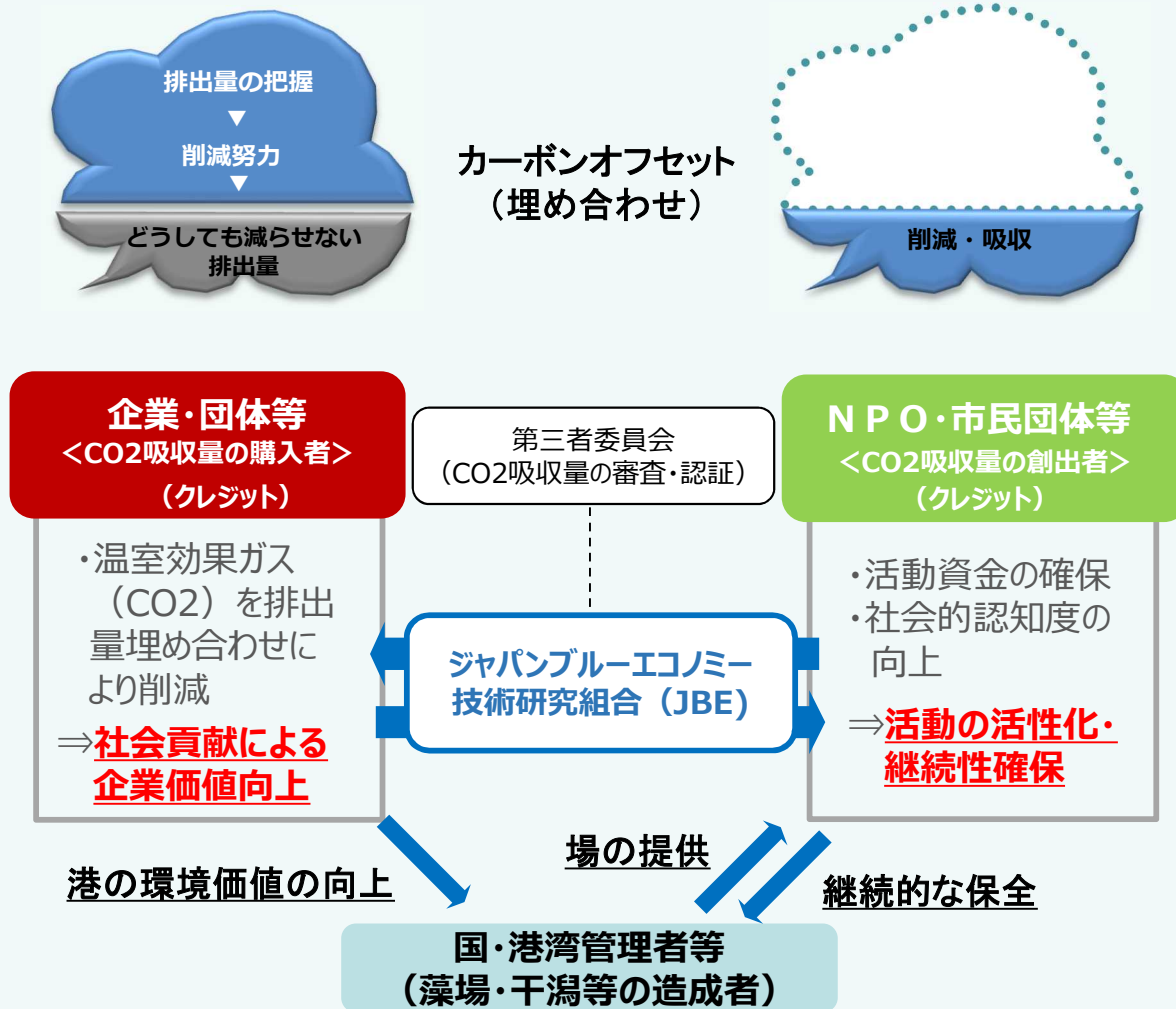 排出量の把握
▼
削減努力
▼
どうしても減らせない
排出量
カーボンオフセット
（埋め合わせ）
削減・吸収
企業・団体等
＜CO2吸収量の購入者＞
（クレジット）
・温室効果ガス
（CO2）を排出
量埋め合わせに
より削減
⇒社会貢献による
企業価値向上
第三者委員会
（CO2吸収量の審査・認証）
ジャパンブルーエコノミー
技術研究組合（JBE)
ＮＰＯ・市民団体等
＜CO2吸収量の創出者＞
（クレジット）
・活動資金の確保
・社会的認知度の
向上
⇒活動の活性化・
継続性確保
港の環境価値の向上
場の提供
継続的な保全
国・港湾管理者等
（藻場・干潟等の造成者）